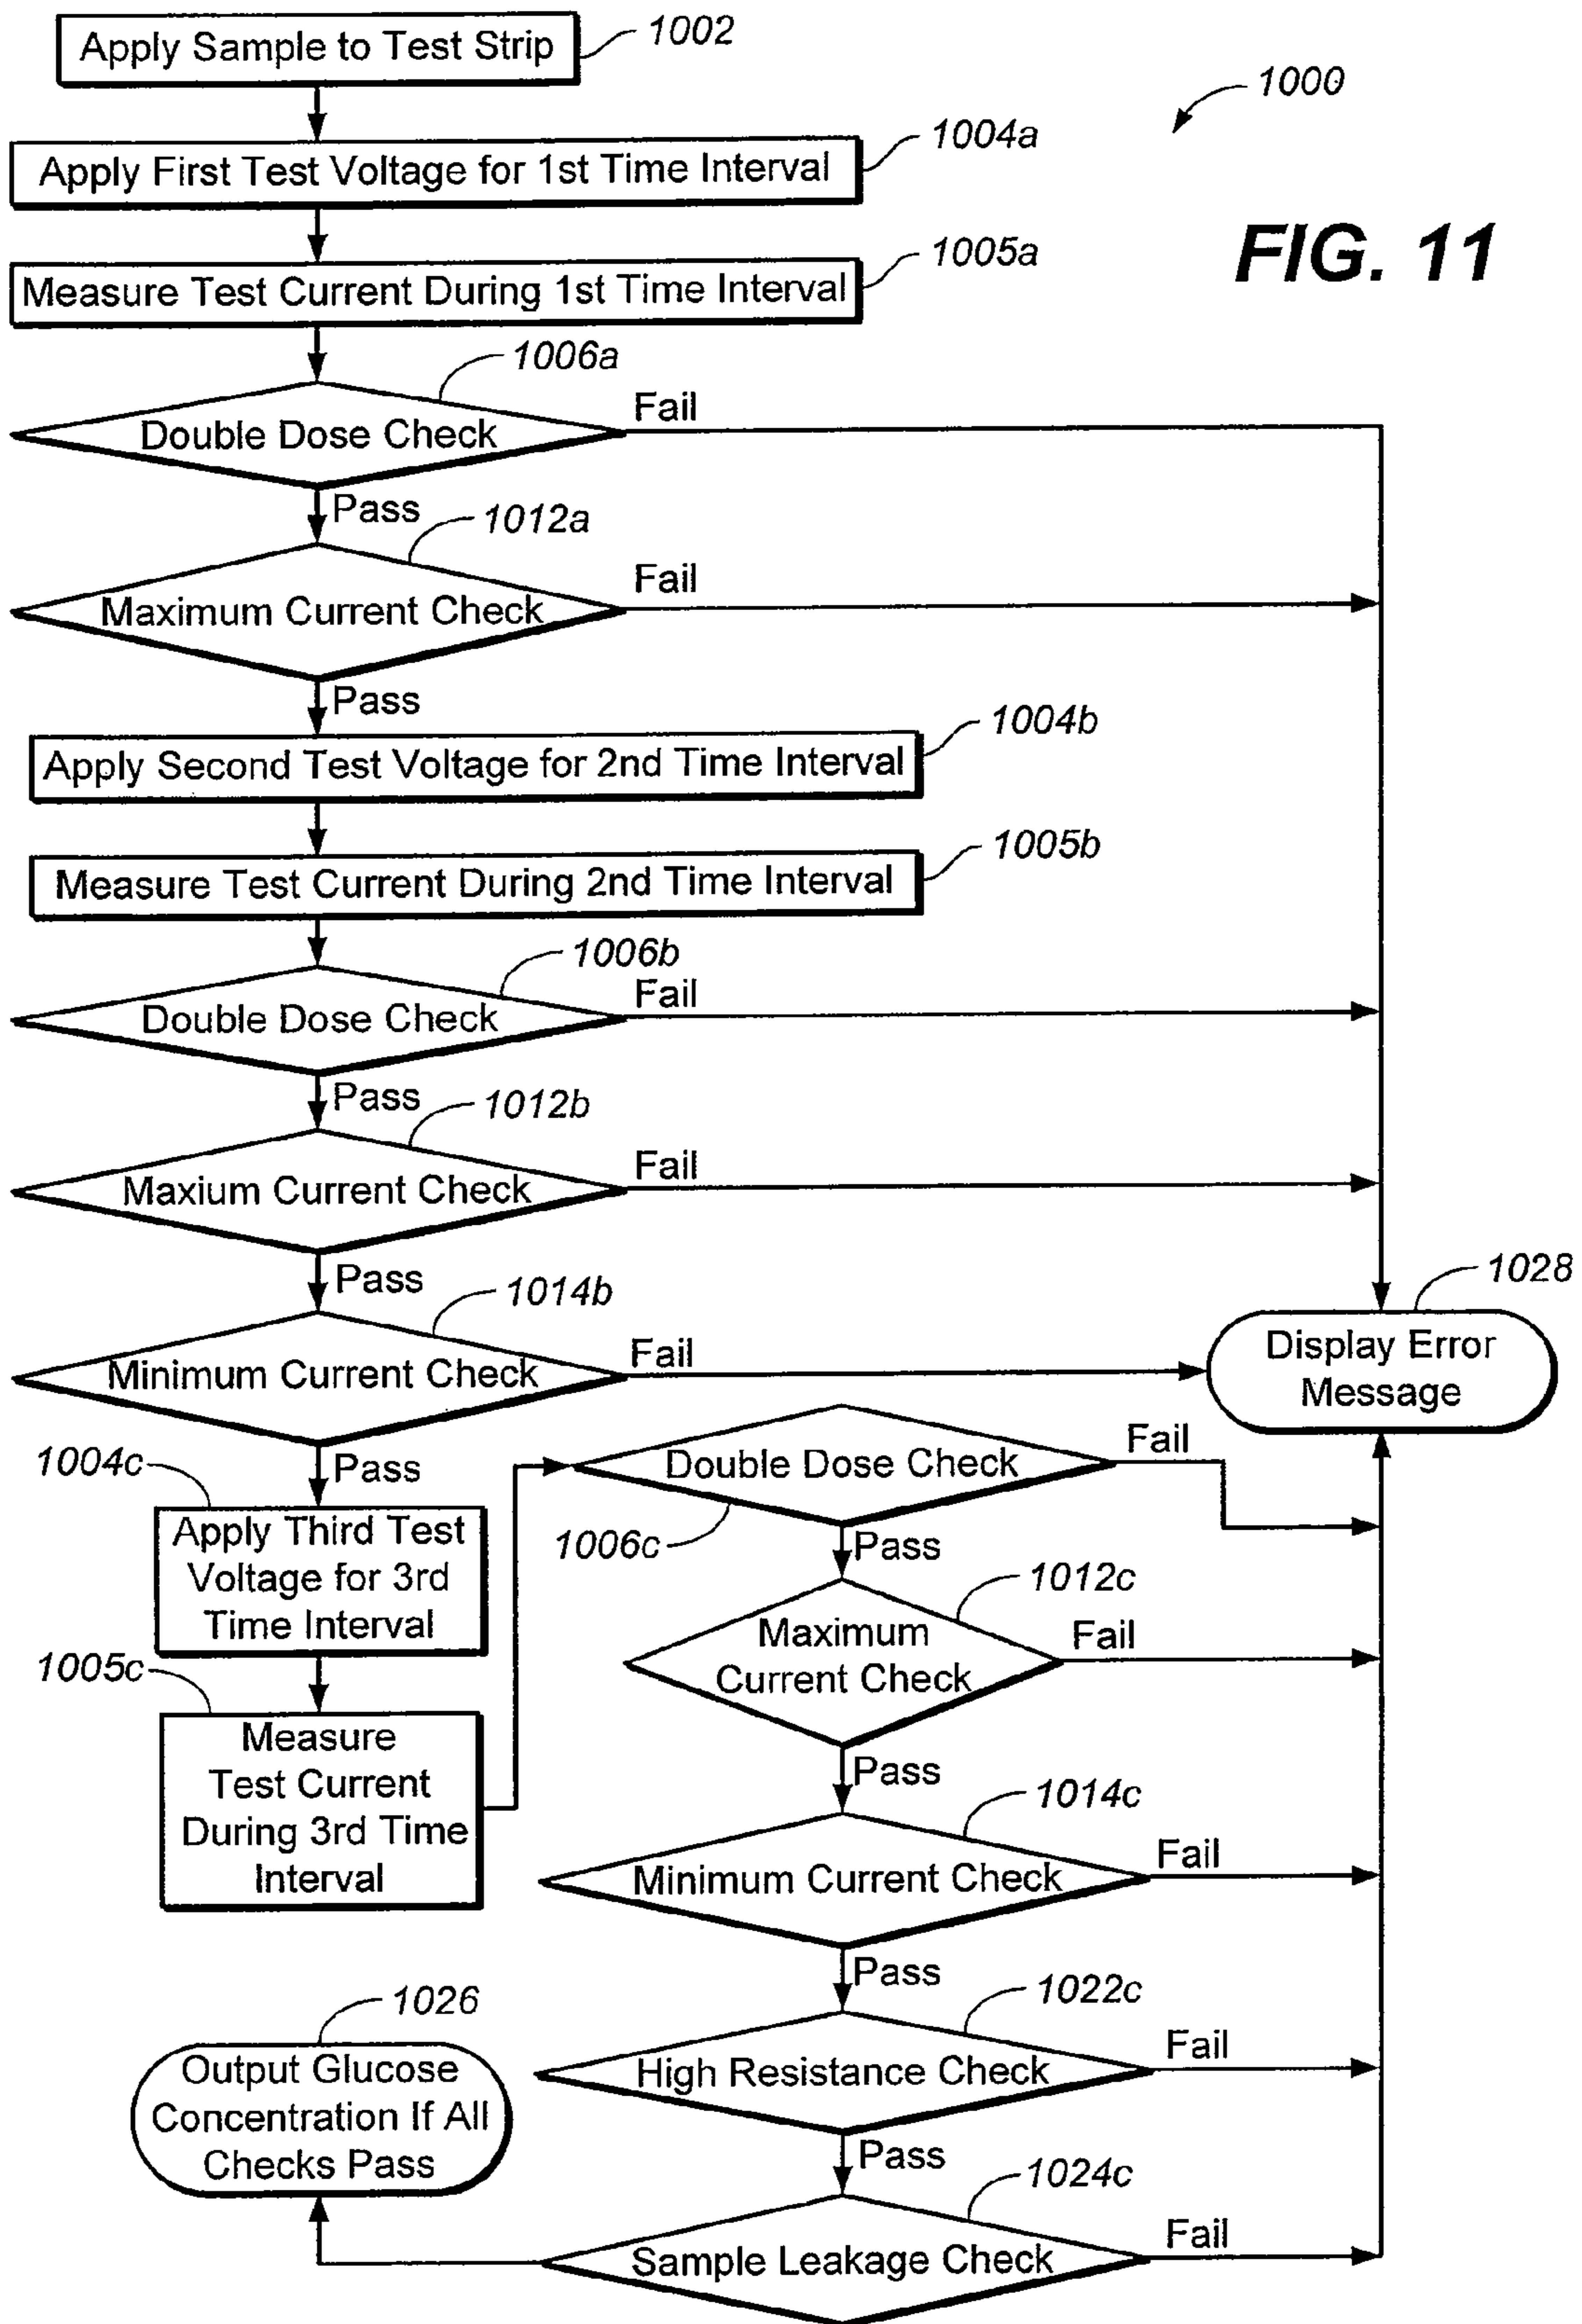 Apply Sample to Test Strip
1002
1000
Apply First Test Voltage for 1st Time Interval
1004a
FIG. 11
Measure Test Current During 1st Time Interval
1005a
1006a
Double Dose Check
Fail
Pass
1012a
Maximum Current Check
Fail
Pass
1004b
Apply Second Test Voltage for 2nd Time Interval
1005b
Measure Test Current During 2nd Time Interval
1006b
Double Dose Check
Fail
Pass
1012b
Maxium Current Check
Fail
Pass
1014b
Minimum Current Check
Fail
1028
Display Error
Message
Pass
1004c
Apply Third Test
Voltage for 3rd
Time Interval
1005c
Measure
Test Current
During 3rd Time
Interval
Double Dose Check
Fail
1006c
Pass
1012c
Maximum
Current Check
Fail
Pass
1014c
Minimum Current Check
Fail
Pass
1022c
High Resistance Check
Fail
Pass
1024c
Sample Leakage Check
Fail
1026
Output Glucose
Concentration If All
Checks Pass